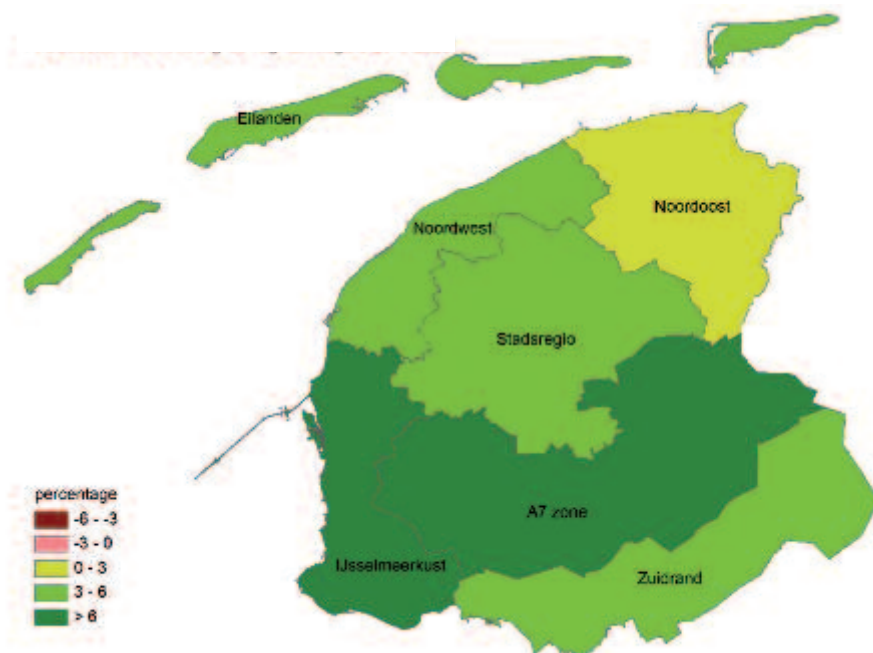 Eilanden
Noordoost
Noordwest
Stadsregio
A7 zone
IJsselmeerkust
Zuidrand
percentage
-6 - -3
-3 - 0
0 - 3
3 - 6
> 6